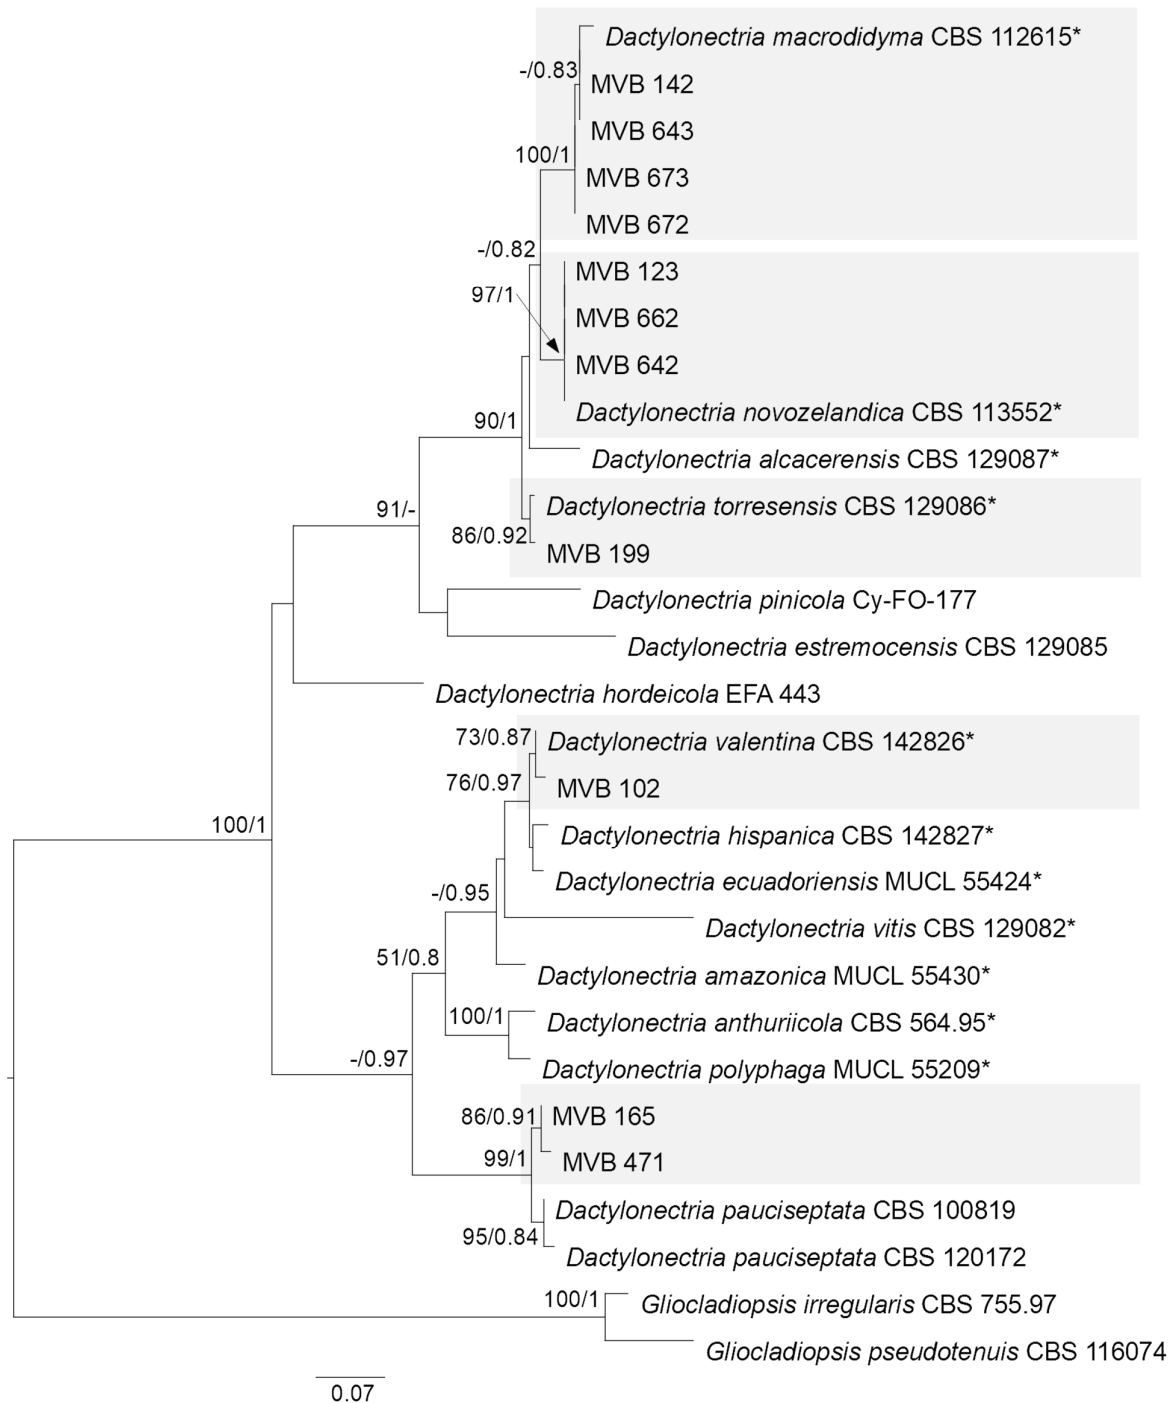 Dactylonectria macrodidyma CBS 112615*
-/0.83
MVB 142
MVB 643
100/1
MVB 673
MVB 672
-/0.82
MVB 123
97/1
MVB 662
MVB 642
Dactylonectria novozelandica CBS 113552*
90/1
Dactylonectria alcacerensis CBS 129087*
Dactylonectria torresensis CBS 129086*
91/-
86/0.92
MVB 199
Dactylonectria pinicola Cy-FO-177
Dactylonectria estremocensis CBS 129085
Dactylonectria hordeicola EFA 443
73/0.87
Dactylonectria valentina CBS 142826*
76/0.97
MVB 102
100/1
Dactylonectria hispanica CBS 142827*
Dactylonectria ecuadoriensis MUCL 55424*
-/0.95
Dactylonectria vitis CBS 129082*
51/0.8
Dactylonectria amazonica MUCL 55430*
100/1
Dactylonectria anthuriicola CBS 564.95*
-/0.97
Dactylonectria polyphaga MUCL 55209*
86/0.91
MVB 165
99/1
MVB 471
Dactylonectria pauciseptata CBS 100819
95/0.84
Dactylonectria pauciseptata CBS 120172
100/1
Gliocladiopsis irregularis CBS 755.97
Gliocladiopsis pseudotenuis CBS 116074
0.07